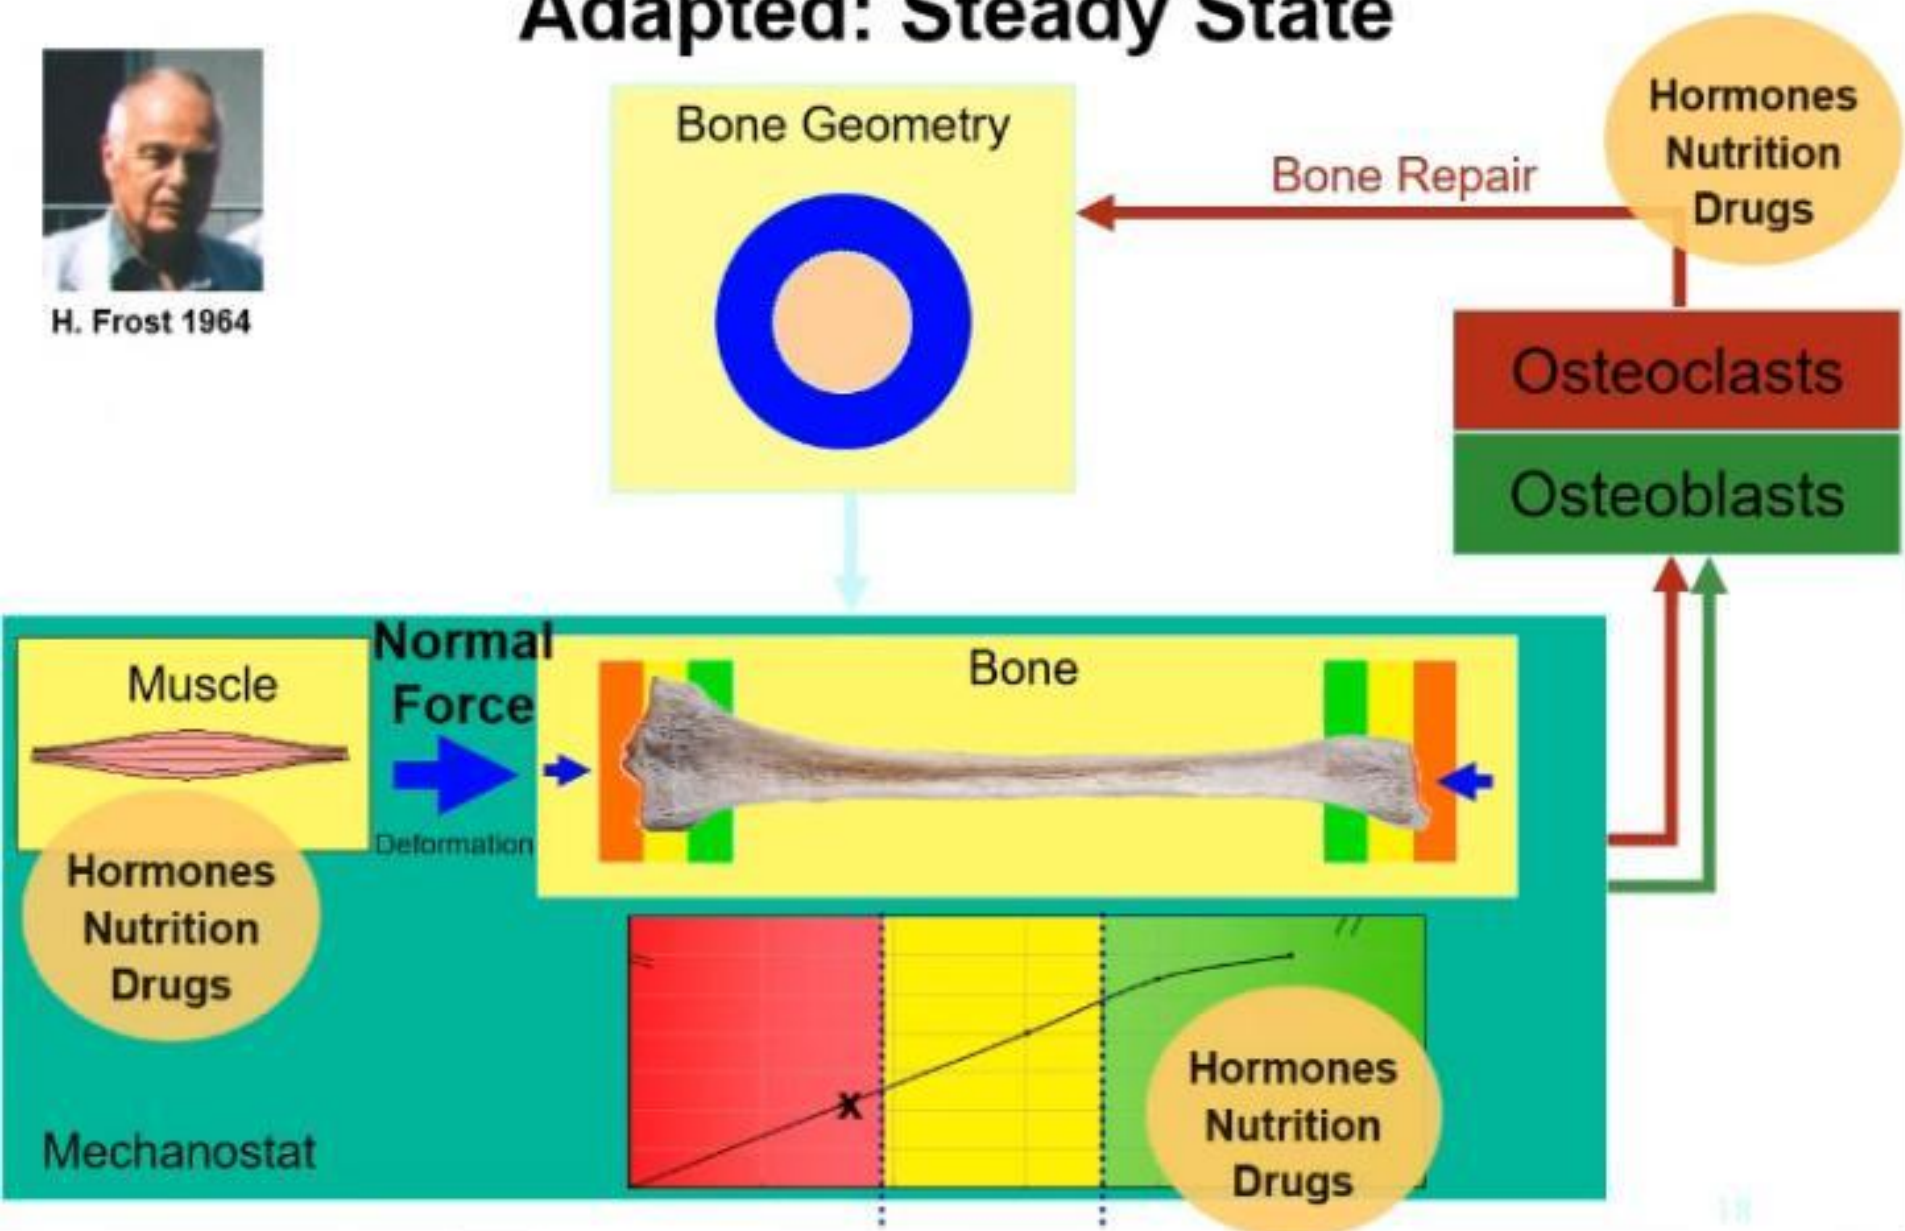 Adapted: Steady State
H. Frost 1964
Bone Geometry
Bone Repair
Hormones
Nutrition
Drugs
Osteoclasts
Osteoblasts
Muscle
Normal
Force
Deformation
Bone
Hormones
Nutrition
Drugs
x
Hormones
Nutrition
Drugs
Mechanostat
18